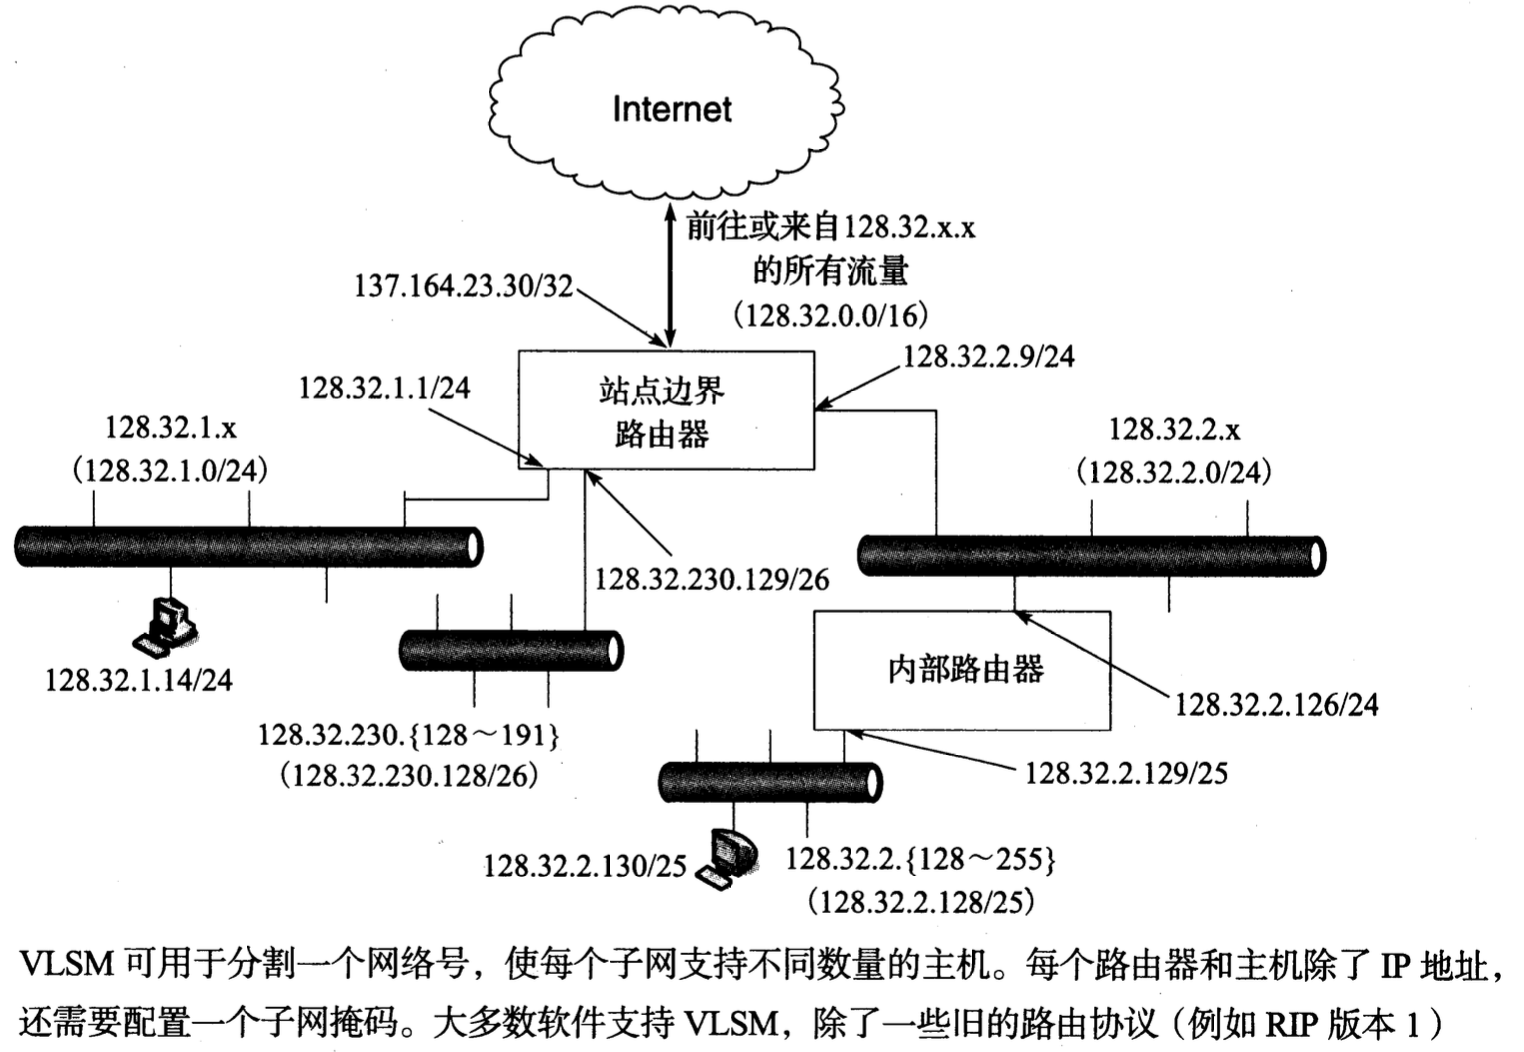 Internet
前往或来自128.32.x.x
的所有流量
（128.32.0.0/16）
137.164.23.30/32
128.32.2.9/24
128.32.1.1/24
站点边界
路由器
128.32.1.x
（128.32.1.0/24）
128.32.2.x
（128.32.2.0/24）
128.32.230.129/26
128.32.1.14/24
内部路由器
128.32.2.126/24
128.32.230.{128～191}
（128.32.230.128/26）
128.32.2.129/25
128.32.2.130/25
128.32.2.{128～255}
（128.32.2.128/25）
VLSM 可用于分割一个网络号，使每个子网支持不同数量的主机。每个路由器和主机除了 IP 地址，
还需要配置一个子网掩码。大多数软件支持 VLSM，除了一些旧的路由协议（例如 RIP 版本 1）